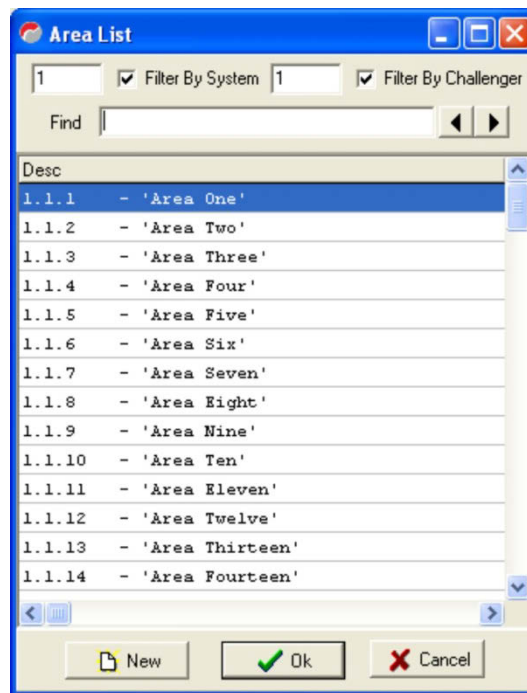 Area List
1 Filter By System 1 Filter By Challenger
Find
Desc
1.1.1 - 'Area One'
1.1.2 - 'Area Two'
1.1.3 - 'Area Three'
1.1.4 - 'Area Four'
1.1.5 - 'Area Five'
1.1.6 - 'Area Six'
1.1.7 - 'Area Seven'
1.1.8 - 'Area Eight'
1.1.9 - 'Area Nine'
1.1.10 - 'Area Ten'
1.1.11 - 'Area Eleven'
1.1.12 - 'Area Twelve'
1.1.13 - 'Area Thirteen'
1.1.14 - 'Area Fourteen'
New Ok Cancel